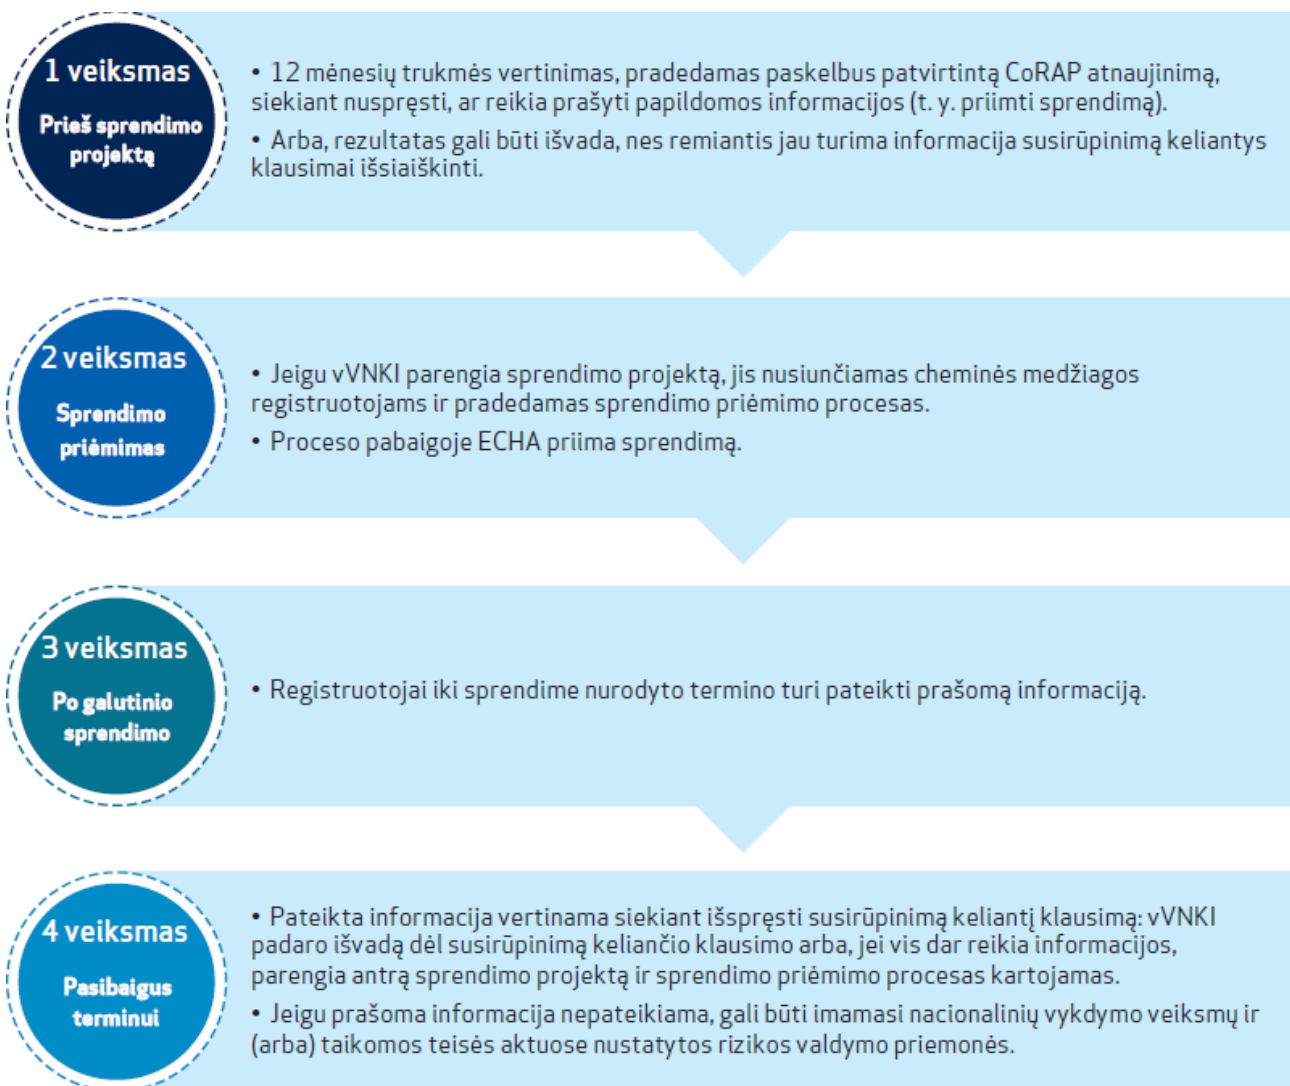 1 veiksmas
Prieš sprendimo
projektą
• 12 mėnesių trukmės vertinimas, pradedamas paskelbus patvirtintą CoRAP atnaujinimą,
siekiant nuspręsti, ar reikia prašyti papildomos informacijos (t. y. priimti sprendimą).
• Arba, rezultatas gali būti išvada, nes remiantis jau turima informacija susirūpinimą keliantys
klausimai išsiaiškinti.
2 veiksmas
Sprendimo
priėmimas
• Jeigu vVNKI parengia sprendimo projektą, jis nusiunčiamas cheminės medžiagos
registruotojams ir pradedamas sprendimo priėmimo procesas.
• Proceso pabaigoje ECHA priima sprendimą.
3 veiksmas
Po galutinio
sprendimo
• Registruotojai iki sprendime nurodyto termino turi pateikti prašomą informaciją.
4 veiksmas
Pasibaigus
terminui
• Pateikta informacija vertinama siekiant išspręsti susirūpinimą keliantį klausimą: vVNKI
padaro išvadą dėl susirūpinimą keliančio klausimo arba, jei vis dar reikia informacijos,
parengia antrą sprendimo projektą ir sprendimo priėmimo procesas kartojamas.
• Jeigu prašoma informacija nepateikiama, gali būti imamasi nacionalinių vykdymo veiksmų ir
(arba) taikomos teisės aktuose nustatytos rizikos valdymo priemonės.